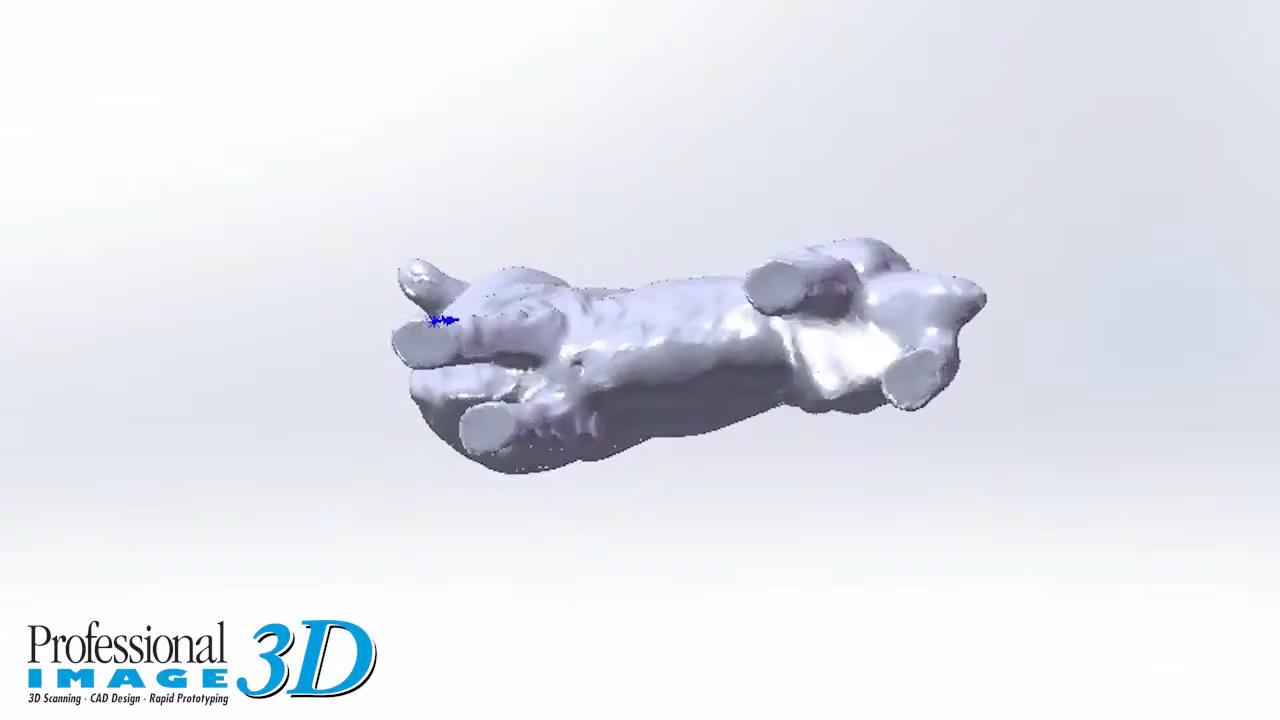 Professional
IMAGE 3D
3D Scanning - CAD Design - Rapid Prototyping